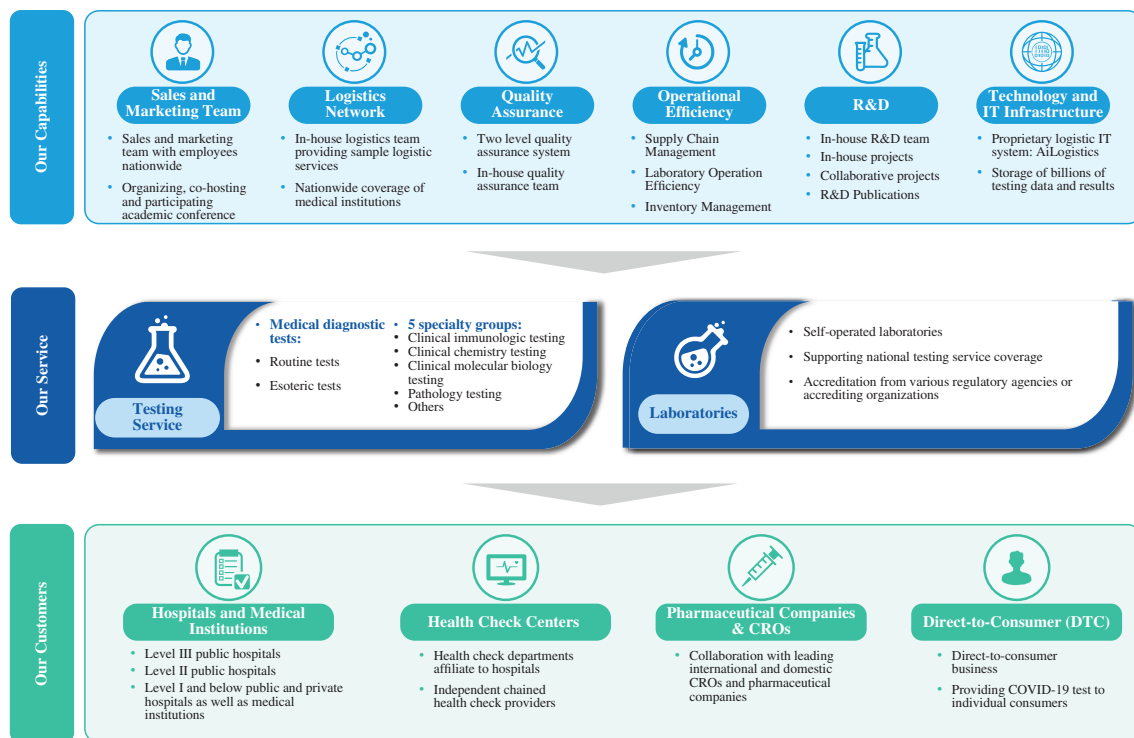 Our Capabilities
Sales and
Marketing Team
• Sales and marketing
team with employees
nationwide
• Organizing, co-hosting
and participating
academic conference
Logistics
Network
• In-house logistics team
providing sample logistic
services
• Nationwide coverage of
medical institutions
Quality
Assurance
• Two level quality
assurance system
• In-house quality
assurance team
Operational
Efficiency
• Supply Chain
Management
• Laboratory Operation
Efficiency
• Inventory Management
R&D
• In-house R&D team
• In-house projects
• Collaborative projects
• R&D Publications
Technology and
IT Infrastructure
• Proprietary logistic IT
system: AiLogistics
• Storage of billions of
testing data and results
Our Service
Testing
Service
• Medical diagnostic
tests:
• Routine tests
• Esoteric tests
• 5 specialty groups:
• Clinical immunologic testing
• Clinical chemistry testing
• Clinical molecular biology
testing
• Pathology testing
• Others
Laboratories
• Self-operated laboratories
• Supporting national testing service coverage
• Accreditation from various regulatory agencies or
accrediting organizations
Our Customers
Hospitals and Medical
Institutions
• Level III public hospitals
• Level II public hospitals
• Level I and below public and private
hospitals as well as medical
institutions
Health Check Centers
• Health check departments
affiliate to hospitals
• Independent chained
health check providers
Pharmaceutical Companies
& CROs
• Collaboration with leading
international and domestic
CROs and pharmaceutical
companies
Direct-to-Consumer (DTC)
• Direct-to-consumer
business
• Providing COVID-19 test to
individual consumers